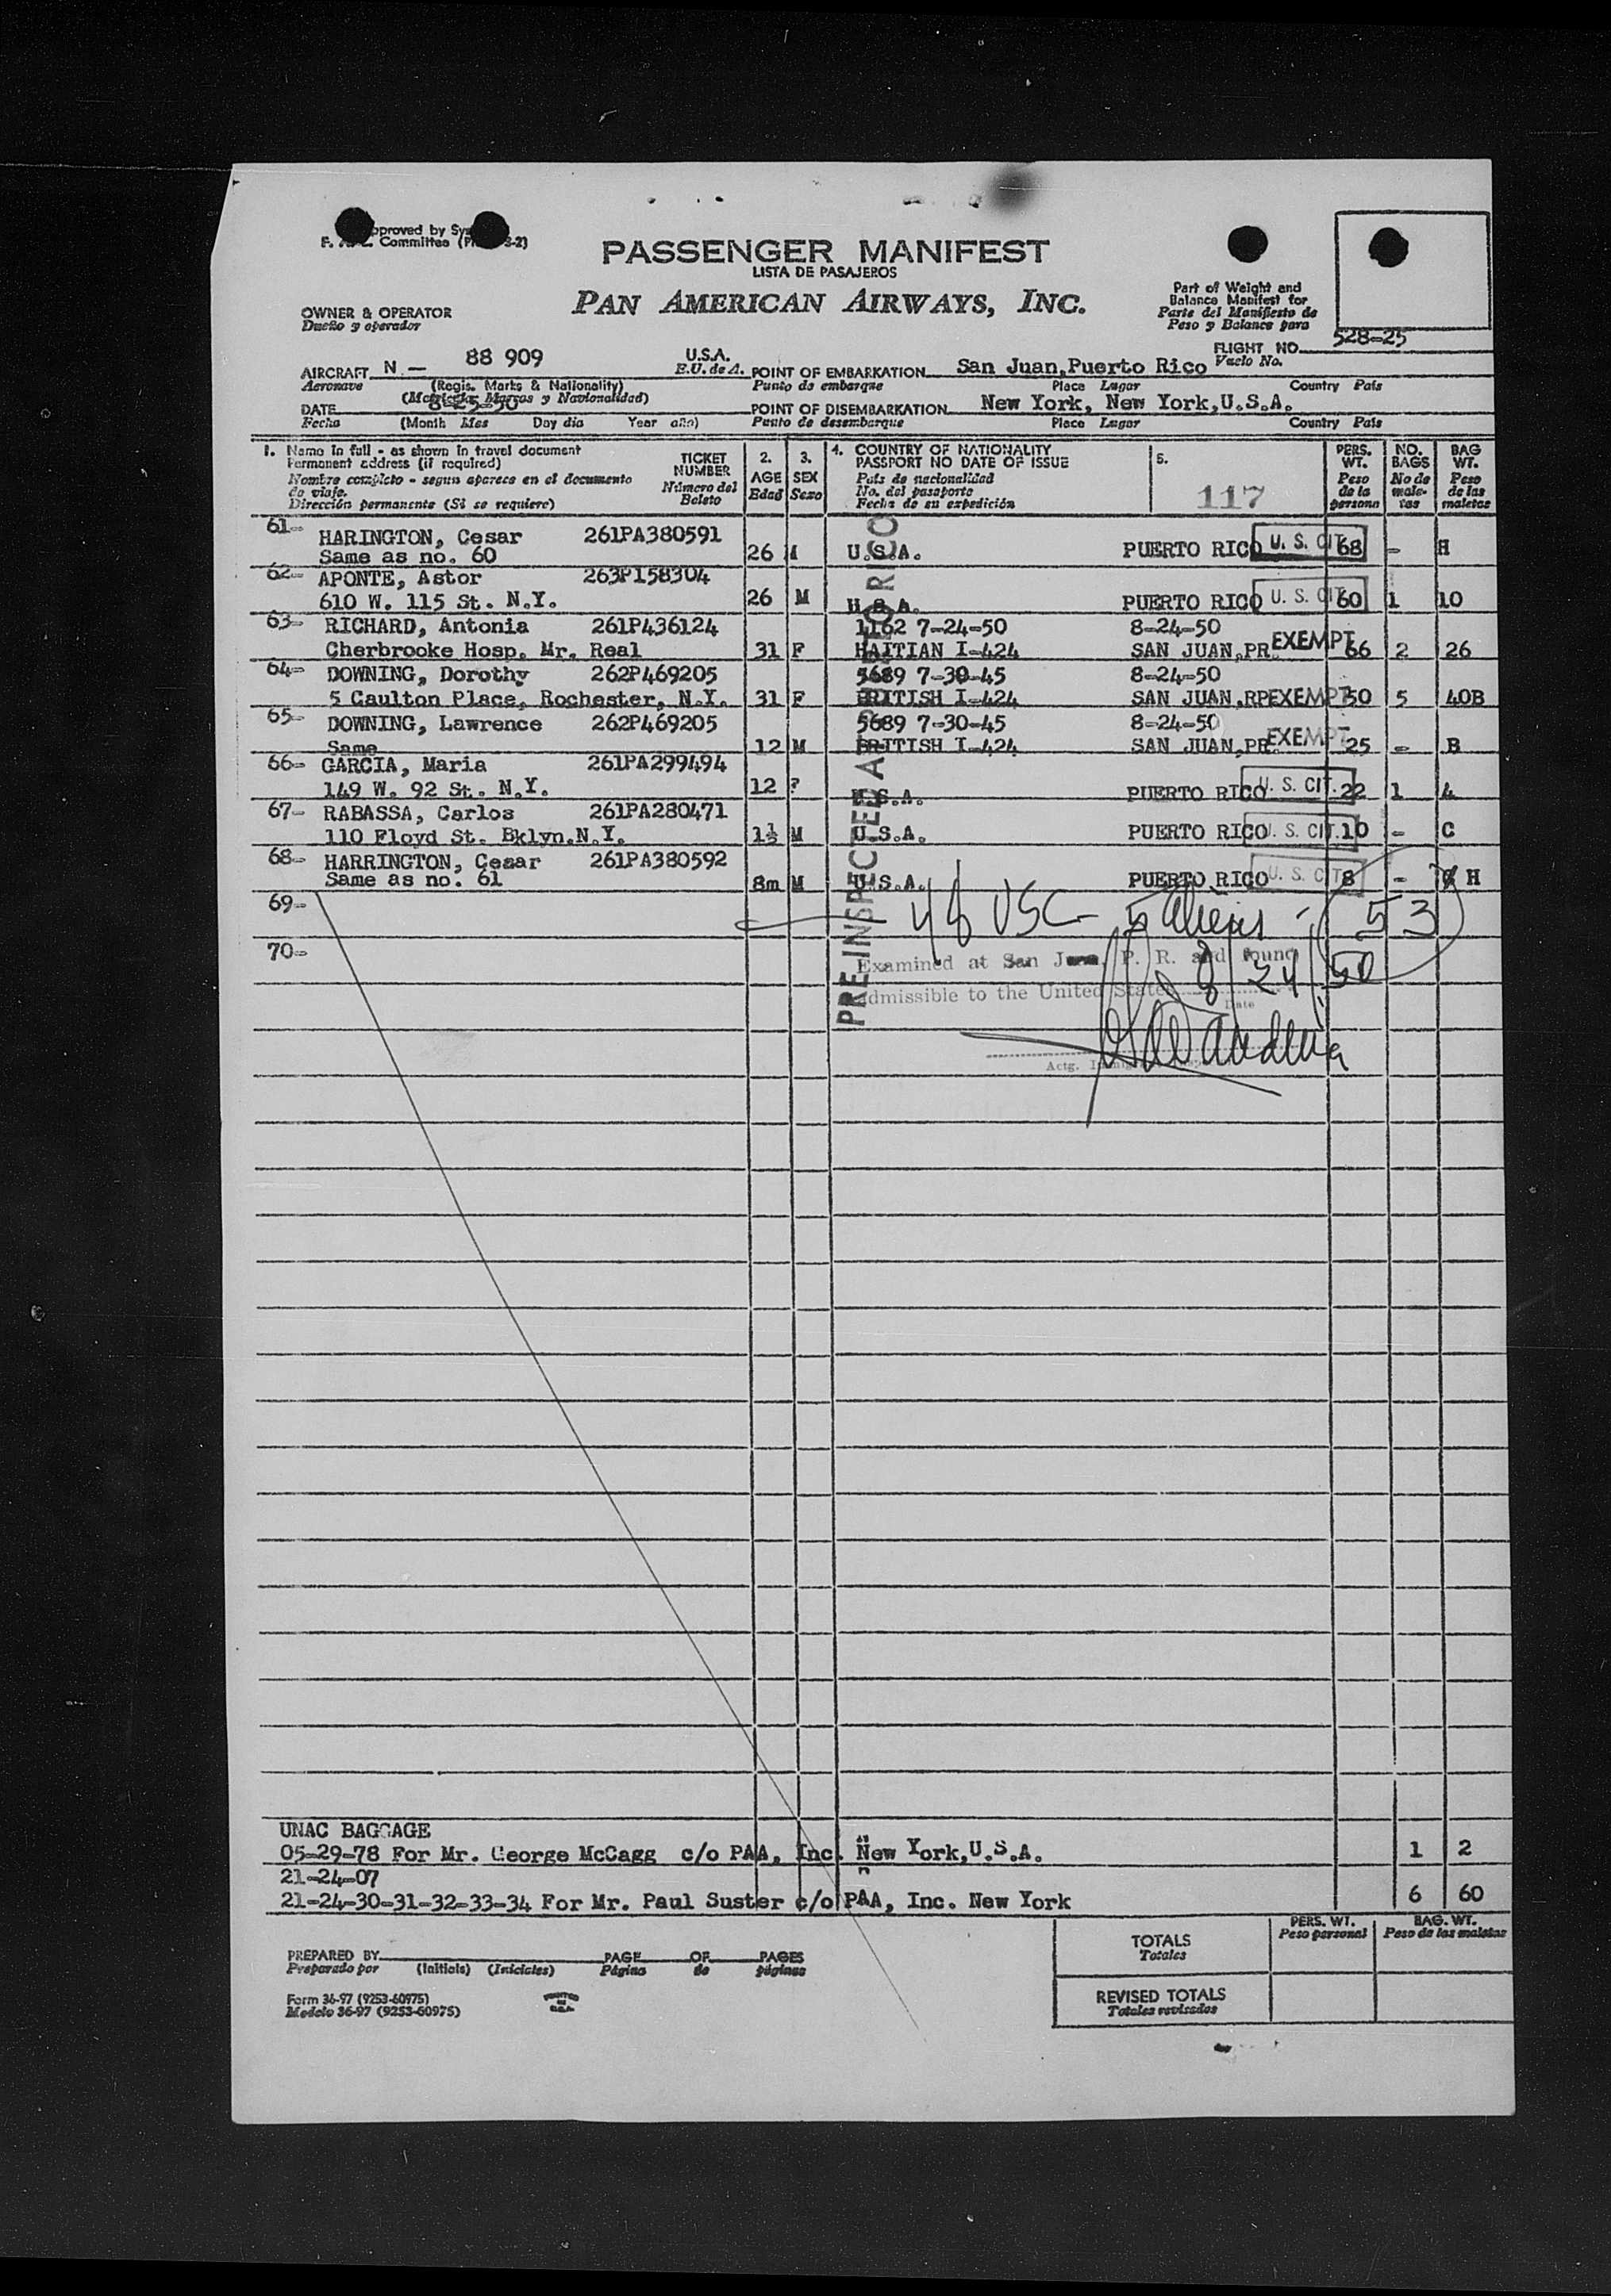 PASSENGER MANIFEST
LISTA DE PASAJEROS
PAN AMERICAN AIRWAYS, INC.
Approved by
Committee
Part of Weight and
Balance Manifest for
Parte del Manifiesto de
Peso y Balance para
OWNER & OPERATOR
Dueño y operador
FLIGHT NO. 528-25
Vuelo No.
AIRCRAFT N - 88 909 U.S.A. POINT OF EMBARKATION San Juan, Puerto Rico
Aeronave (Regis. Marks & Nationality) E.U. de A. Punto de embarque Place Lugar Country País
(Matriculas Marcas y Nacionalidad)
DATE 8-25-50 POINT OF DISEMBARKATION New York, New York, U.S.A.
Fecha (Month Mes Day dia Year año) Punto de desembarque Place Lugar Country País
1. Name in full - as shown in travel document
Permanent address (if required)
Nombre completo - segun aparece en el documento
de viaje.
Dirección permanente (Si se requiere)
TICKET
NUMBER
Número del
Boleto
2.
AGE
Edad
3.
SEX
Sexo
4. COUNTRY OF NATIONALITY
PASSPORT NO DATE OF ISSUE
País de nacionalidad
No. del pasaporte
Fecha de su expedición
5.
117
PERS.
WT.
Peso
de la
persona
NO.
BAGS
No de
male-
tas
BAG
WT.
Peso
de las
maletas
61- HARINGTON, Cesar 261PA380591
Same as no. 60 26 U.S.A. PUERTO RICO U. S. CIT. 68 - H
62- APONTE, Astor 263P158304
610 W. 115 St. N.Y. 26 M U.S.A. PUERTO RICO U. S. CIT. 60 1 10
63- RICHARD, Antonia 261P436124 1162 7-24-50 8-24-50
Cherbrooke Hosp. Mr. Real 31 F HAITIAN I-424 SAN JUAN, PR EXEMPT 66 2 26
64- DOWNING, Dorothy 262P469205 5689 7-30-45 8-24-50
5 Caulton Place, Rochester, N.Y. 31 F BRITISH I-424 SAN JUAN, RP EXEMPT 50 5 40B
65- DOWNING, Lawrence 262P469205 5689 7-30-45 8-24-50
Same 12 M BRITISH I-424 SAN JUAN, PR EXEMPT 25 - B
66- GARCIA, Maria 261PA299494
149 W. 92 St. N.Y. 12 U.S.A. PUERTO RICO U. S. CIT. 22 1 4
67- RABASSA, Carlos 261PA280471
110 Floyd St. Bklyn.N.Y. 1½ M U.S.A. PUERTO RICO U. S. CIT. 10 - C
68- HARRINGTON, Cesar 261PA380592
Same as no. 61 8m M U.S.A. PUERTO RICO U. S. CIT. 8 - H
69- 48 USC - 5 aliens - 53
70-
PREINSPECTED AT PUERTO RICO
Examined at San Juan, P. R. and found
admissible to the United States 8/24/50
Date
Actg.
UNAC BAGGAGE
05-29-78 For Mr. George McCagg c/o PAA, Inc. New York, U.S.A. 1 2
21-24-07
21-24-30-31-32-33-34 For Mr. Paul Suster c/o PAA, Inc. New York 6 60
PERS. WT.
Peso personal
BAG. WT.
Peso de las maletas
TOTALS
Totales
REVISED TOTALS
Totales revisados
PREPARED BY PAGE OF PAGES
Preparado por (Initials) (Iniciales) Página de páginas
Form 36-97 (9253-60975)
Modelo 36-97 (9253-60975)
PRINTED
IN
U.S.A.